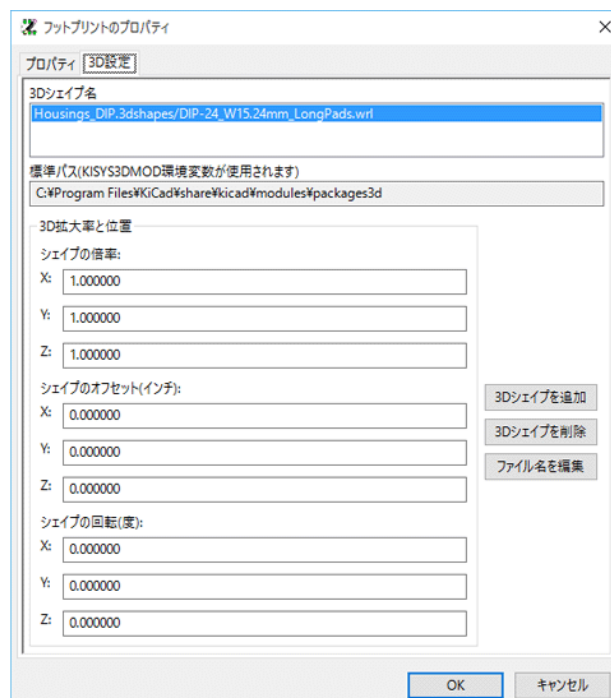 フットプリントのプロパティ
プロパティ 3D設定
3Dシェイプ名
Housings_DIP.3dshapes/DIP-24_W15.24mm_LongPads.wrl
標準パス(KISYS3DMOD環境変数が使用されます)
C:¥Program Files¥KiCad¥share¥kicad¥modules¥packages3d
3D拡大率と位置
シェイプの倍率:
X: 1.000000
Y: 1.000000
Z: 1.000000
シェイプのオフセット(インチ):
X: 0.000000
Y: 0.000000
Z: 0.000000
シェイプの回転(度):
X: 0.000000
Y: 0.000000
Z: 0.000000
3Dシェイプを追加
3Dシェイプを削除
ファイル名を編集
OK キャンセル